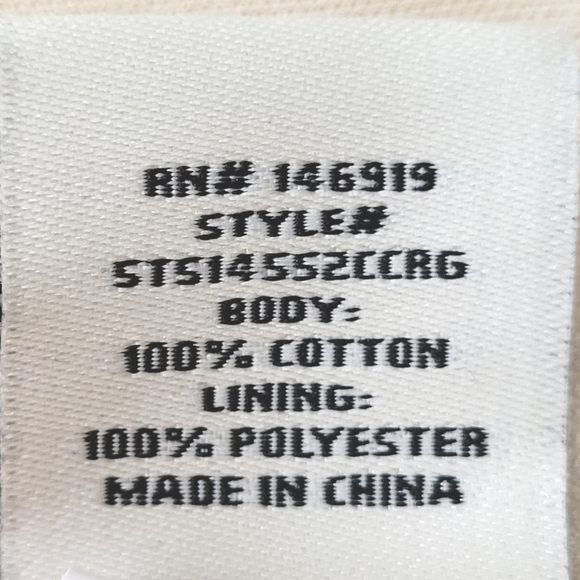 RN# 146919
STYLE#
STS14552CCRG
BODY:
100% COTTON
LINING:
100% POLYESTER
MADE IN CHINA